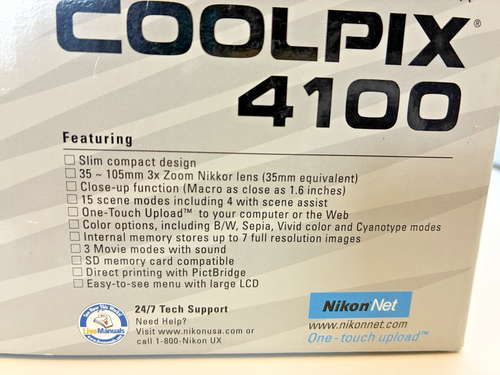 COOLPIX®
4100
Featuring
Slim compact design
35 ~ 105mm 3x Zoom Nikkor lens (35mm equivalent)
Close-up function (Macro as close as 1.6 inches)
15 scene modes including 4 with scene assist
One-Touch Upload™ to your computer or the Web
Color options, including B/W, Sepia, Vivid color and Cyanotype modes
Internal memory stores up to 7 full resolution images
3 Movie modes with sound
SD memory card compatible
Direct printing with PictBridge
Easy-to-see menu with large LCD
LiveManuals
24/7 Tech Support
Need Help?
Visit www.nikonusa.com or
call 1-800-Nikon UX
NikonNet
www.nikonnet.com
One-touch upload™